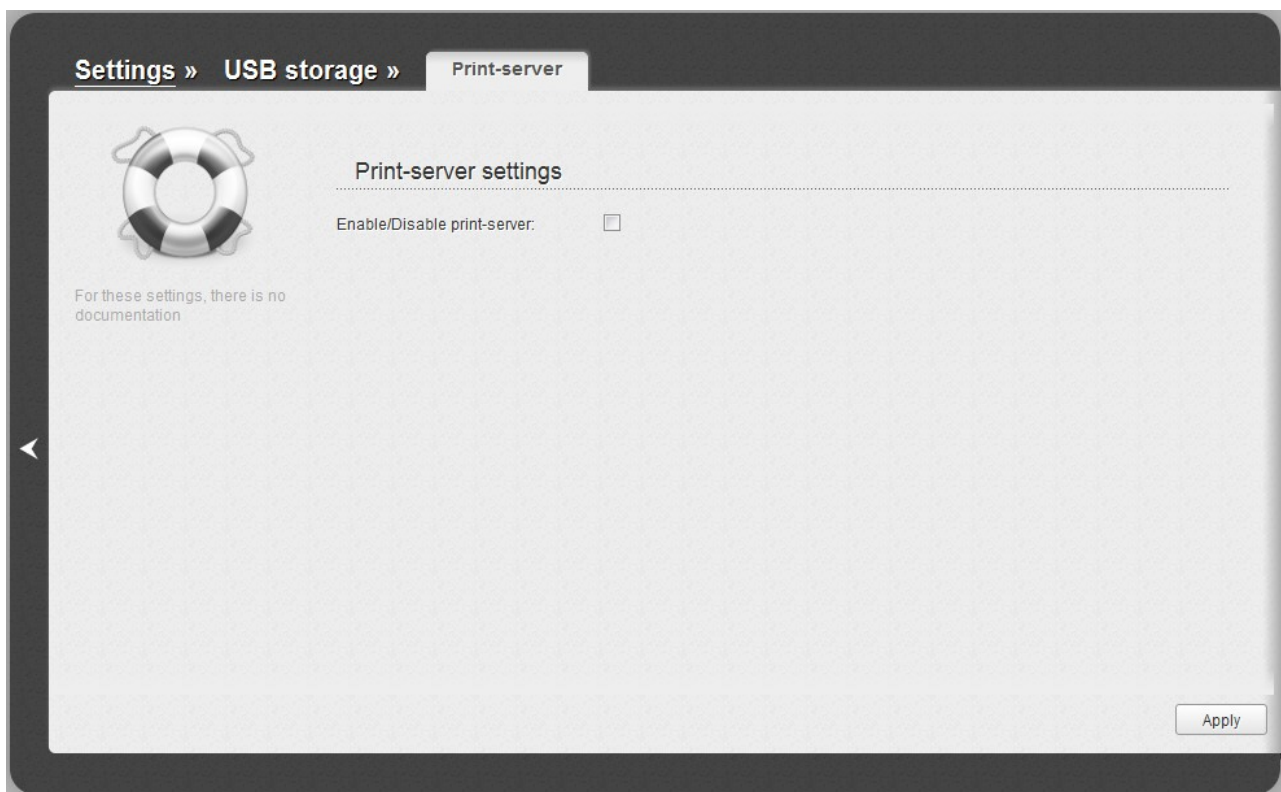 Settings » USB storage » Print-server
Print-server settings
Enable/Disable print-server:
For these settings, there is no
documentation
Apply